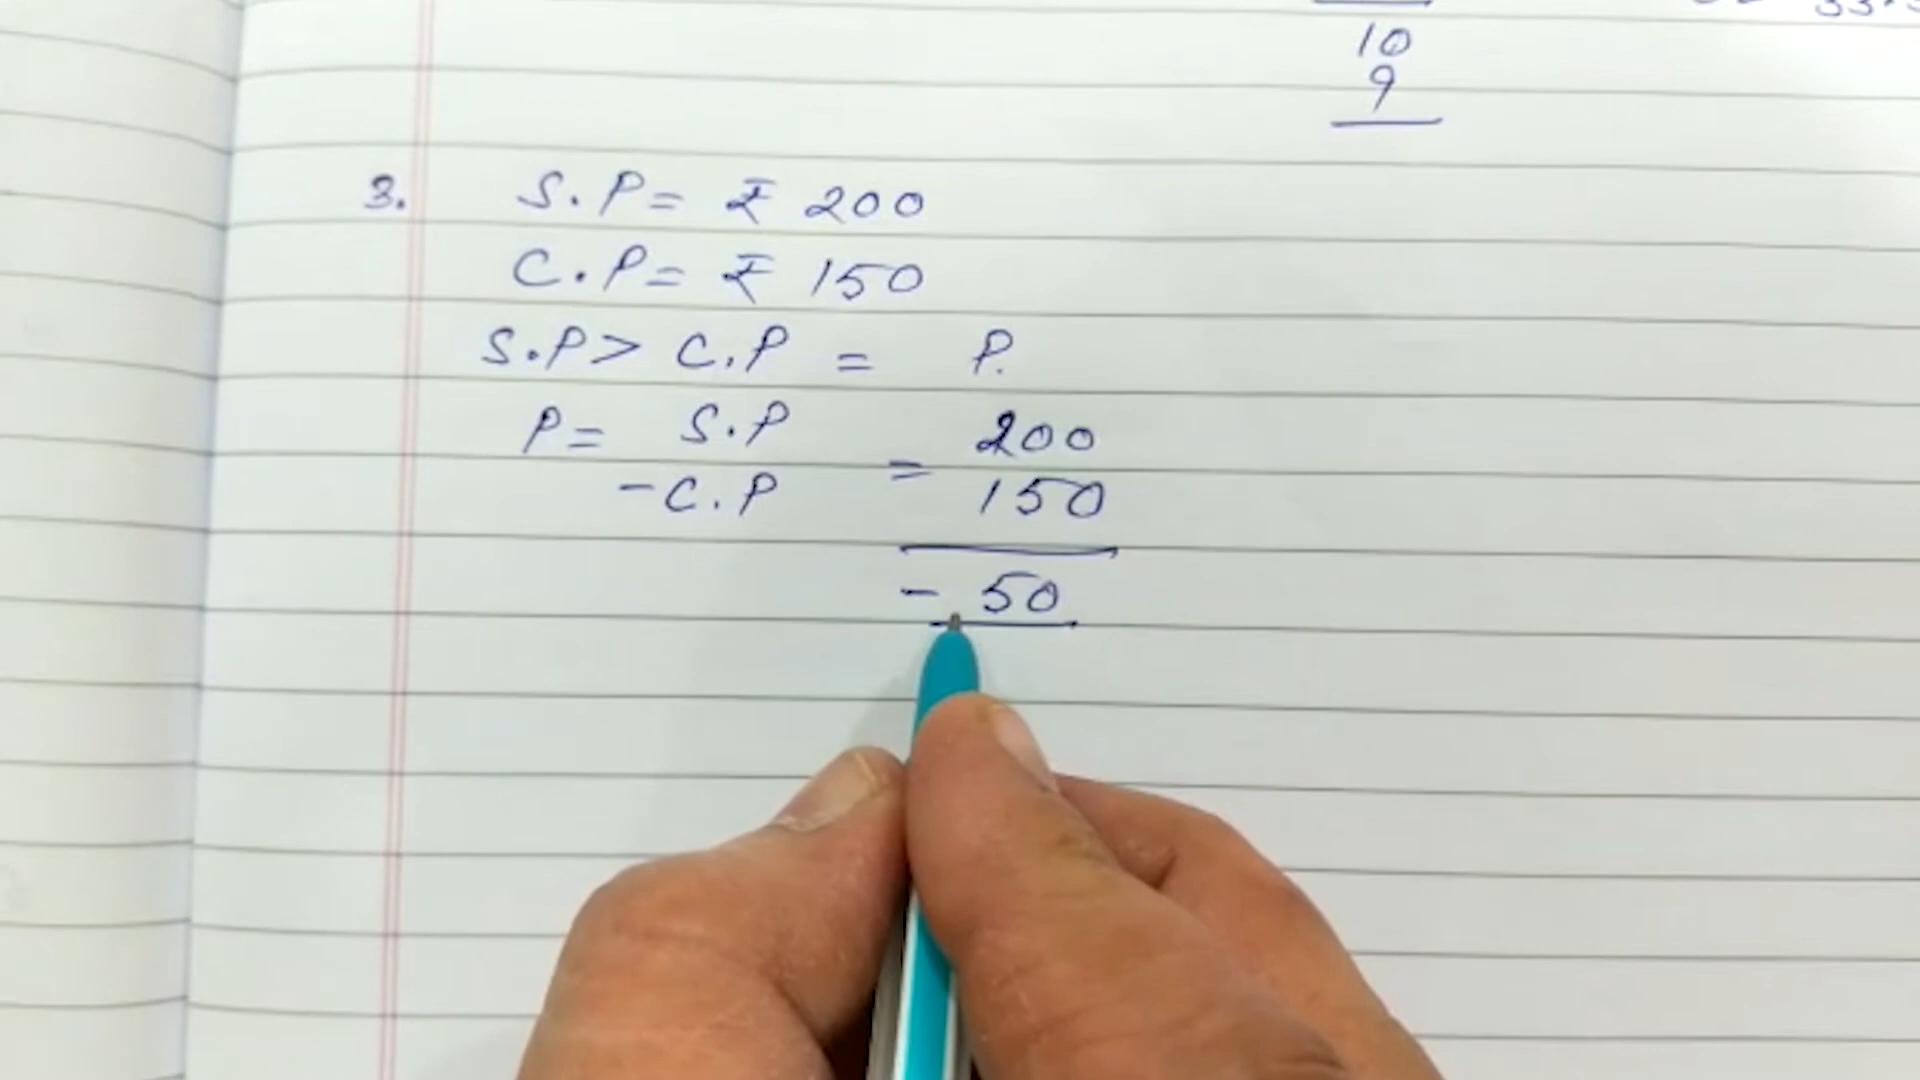 10
9
3. S.P = ₹ 200
C.P = ₹ 150
S.P > C.P = P.
P = S.P = 200
-C.P 150
- 50